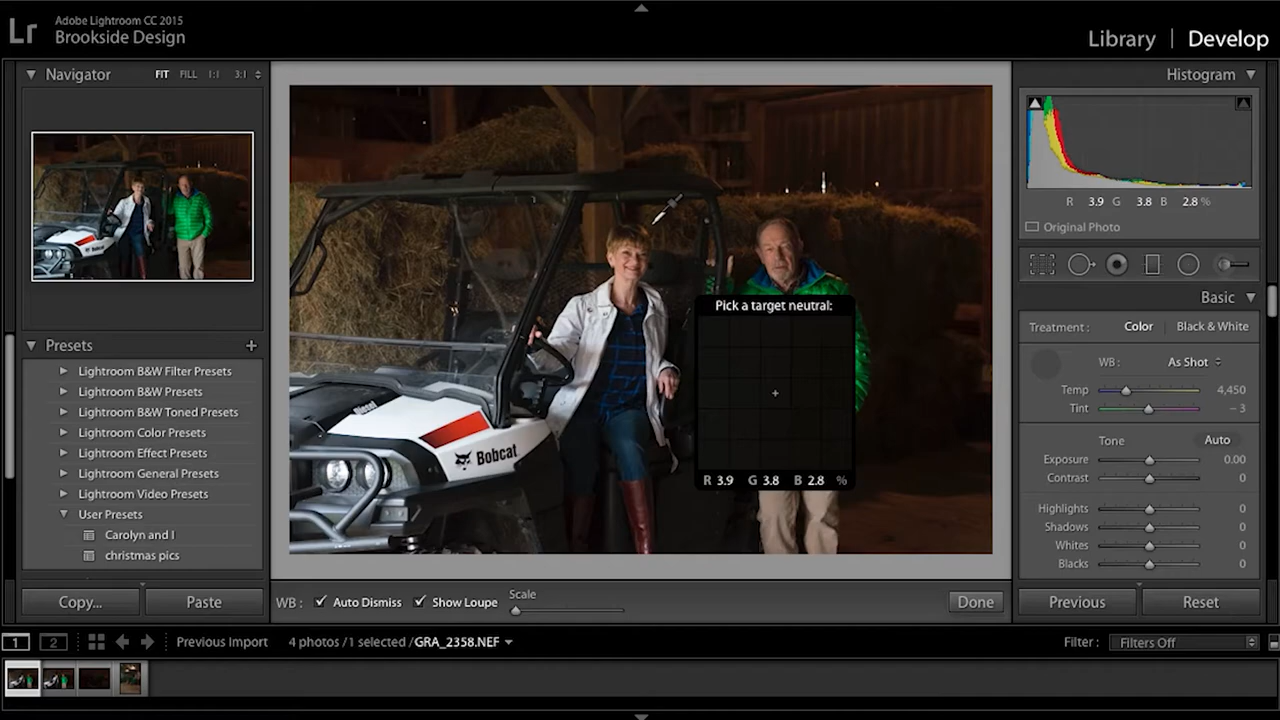 Lr
Adobe Lightroom CC 2015
Brookside Design
Library | Develop
Navigator FIT FILL 1:1 3:1
Presets +
Lightroom B&W Filter Presets
Lightroom B&W Presets
Lightroom B&W Toned Presets
Lightroom Color Presets
Lightroom Effect Presets
Lightroom General Presets
Lightroom Video Presets
User Presets
Carolyn and I
christmas pics
Copy... Paste
Diesel
Bobcat
Pick a target neutral:
R 3.9 G 3.8 B 2.8 %
WB : Auto Dismiss Show Loupe Scale Done
Histogram
R 3.9 G 3.8 B 2.8 %
Original Photo
Basic
Treatment : Color | Black & White
WB : As Shot
Temp 4,450
Tint – 3
Tone Auto
Exposure 0.00
Contrast 0
Highlights 0
Shadows 0
Whites 0
Blacks 0
Previous Reset
1 2 Previous Import 4 photos /1 selected /GRA_2358.NEF Filter : Filters Off